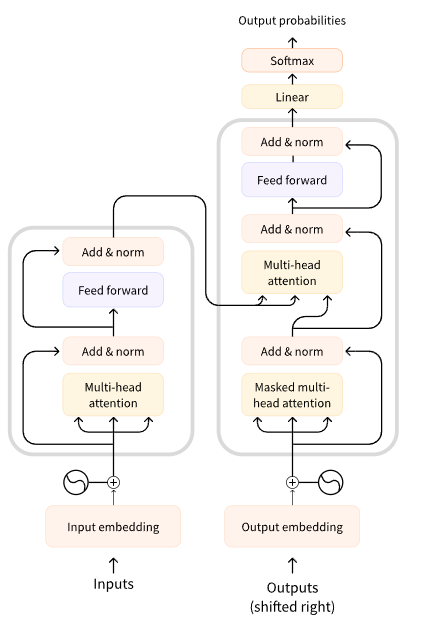 Output probabilities
Softmax
Linear
Add & norm
Feed forward
Add & norm
Multi-head
attention
Add & norm
Masked multi-
head attention
Add & norm
Feed forward
Add & norm
Multi-head
attention
Input embedding
Output embedding
Inputs
Outputs
(shifted right)